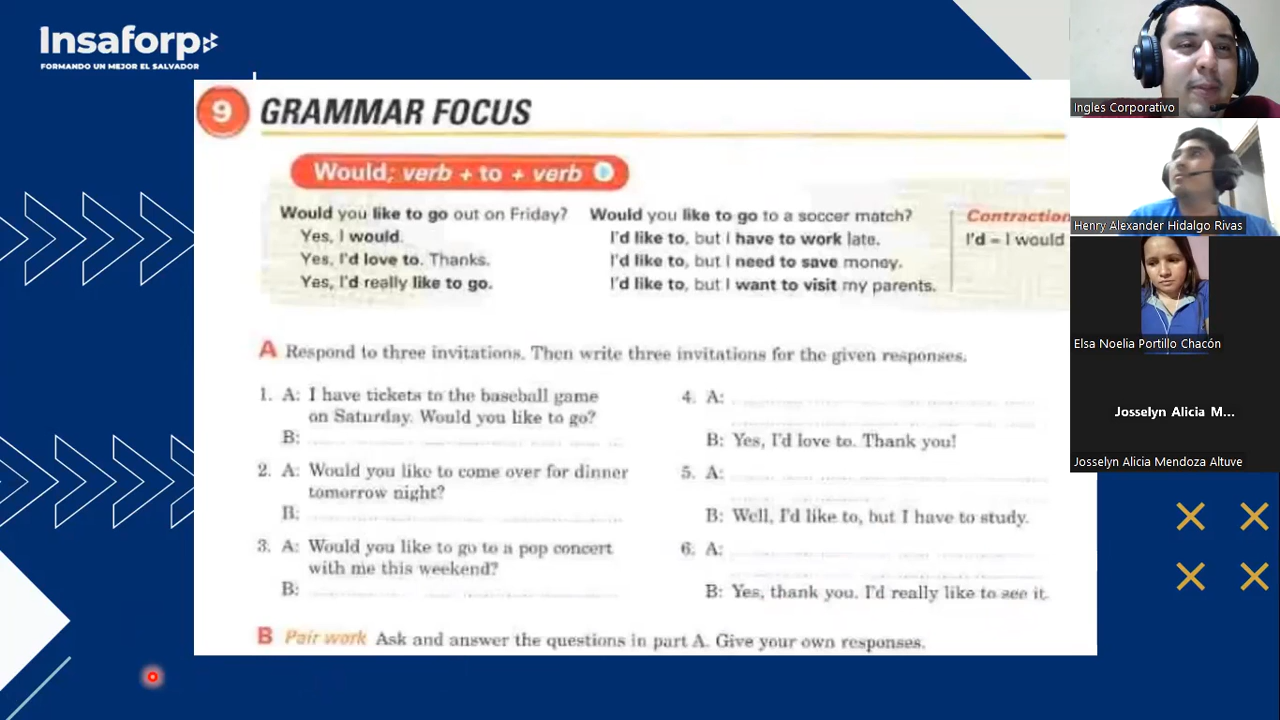 Insaforp
FORMANDO UN MEJOR EL SALVADOR
9 GRAMMAR FOCUS
Would; verb + to + verb
Would you like to go out on Friday?
Yes, I would.
Yes, I'd love to. Thanks.
Yes, I'd really like to go.
Would you like to go to a soccer match?
I'd like to, but I have to work late.
I'd like to, but I need to save money.
I'd like to, but I want to visit my parents.
Contraction
I'd = I would
A Respond to three invitations. Then write three invitations for the given responses.
1. A: I have tickets to the baseball game
on Saturday. Would you like to go?
B:
2. A: Would you like to come over for dinner
tomorrow night?
B:
3. A: Would you like to go to a pop concert
with me this weekend?
B:
4. A:
B: Yes, I'd love to. Thank you!
5. A:
B: Well, I'd like to, but I have to study.
6. A:
B: Yes, thank you. I'd really like to see it.
B Pair work Ask and answer the questions in part A. Give your own responses.
Ingles Corporativo
Henry Alexander Hidalgo Rivas
Elsa Noelia Portillo Chacón
Josselyn Alicia M...
Josselyn Alicia Mendoza Altuve